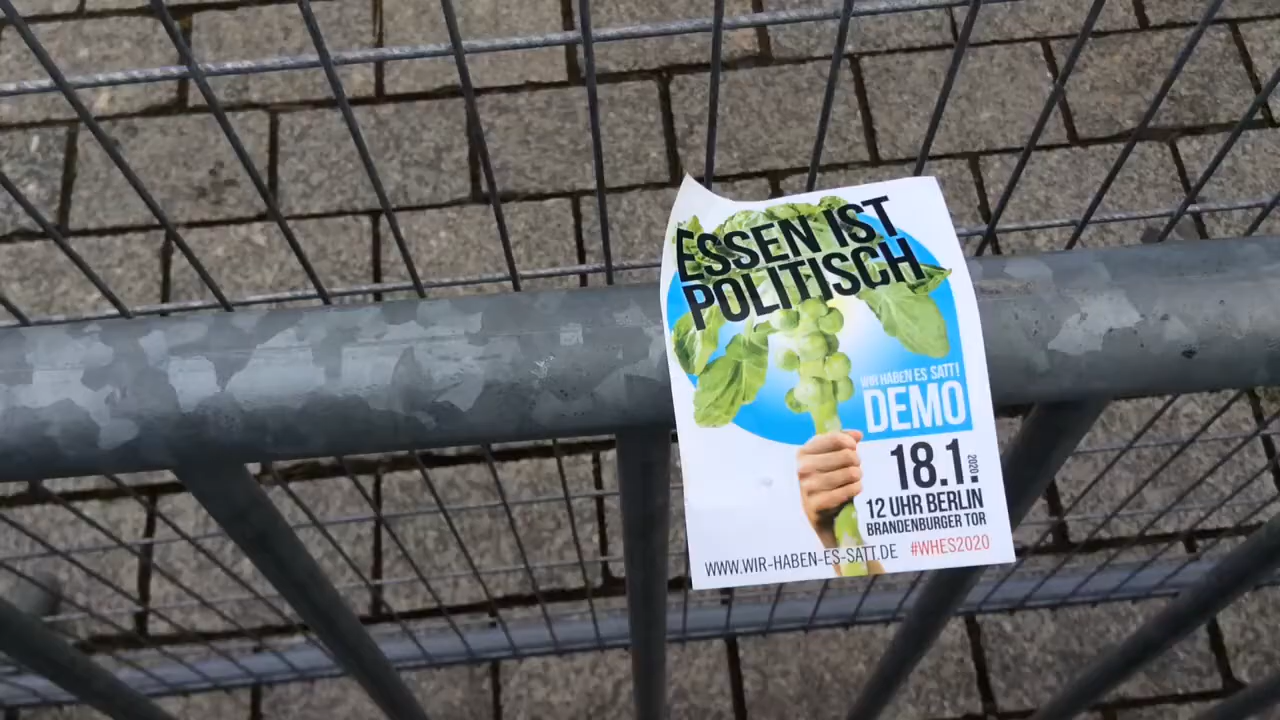 ESSEN IST
POLITISCH
WIR HABEN ES SATT!
DEMO
18.1.2020
12 UHR BERLIN
BRANDENBURGER TOR
WWW.WIR-HABEN-ES-SATT.DE #WHES2020